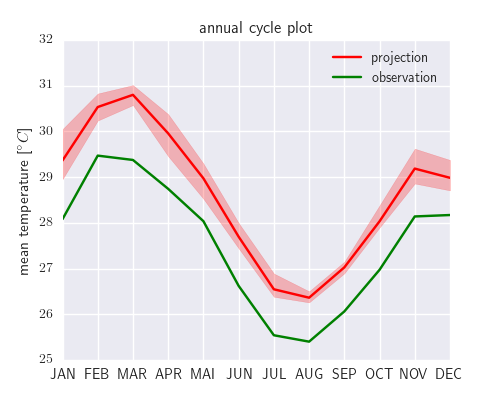 annual cycle plot
32
31
30
29
28
27
26
25
mean temperature [°C]
projection
observation
JAN FEB MAR APR MAI JUN JUL AUG SEP OCT NOV DEC